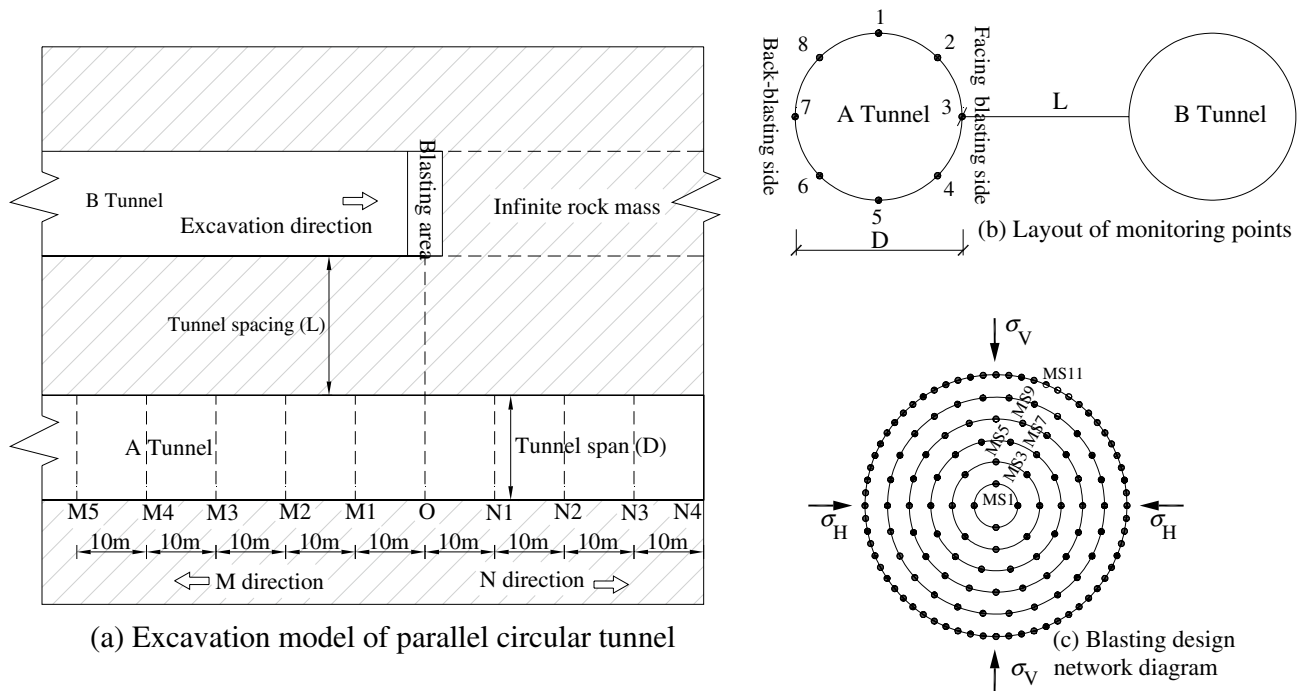 Blasting area
B Tunnel
Excavation direction
Infinite rock mass
Tunnel spacing (L)
A Tunnel
Tunnel span (D)
M5 M4 M3 M2 M1 O N1 N2 N3 N4
10m 10m 10m 10m 10m 10m 10m 10m 10m
M direction
N direction
(a) Excavation model of parallel circular tunnel
1
2
3
4
5
6
7
8
Back-blasting side
Facing blasting side
A Tunnel
L
B Tunnel
D
(b) Layout of monitoring points
σV
MS11
MS9
MS7
MS5
MS3
MS1
σH
σH
σV
(c) Blasting design
network diagram